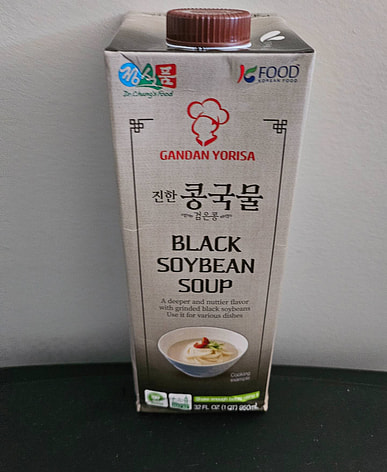 정식품
Dr.Chung's Food
K FOOD
KOREAN FOOD
GANDAN YORISA
진한 콩국물
검은콩
BLACK
SOYBEAN
SOUP
A deeper and nuttier flavor
with grinded black soybeans
Use it for various dishes
Cooking
example
32 FL. OZ (1 QT) 950mL